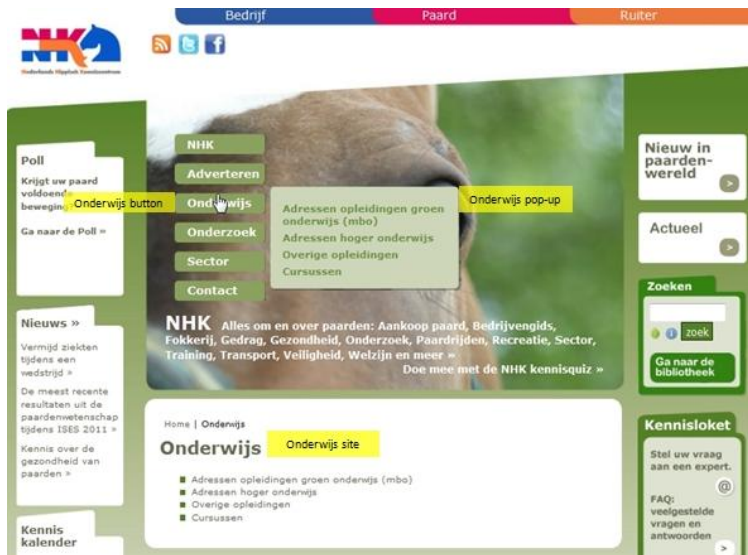 Bedrijf
Paard
Ruiter
NHK
Nederlands Hippisch Kenniscentrum
Poll
Krijgt uw paard
voldoende
beweging
Ga naar de Poll »
Nieuws »
Vermijd ziekten
tijdens een
wedstrijd »
De meest recente
resultaten uit de
paardenwetenschap
tijdens ISES 2011 »
Kennis over de
gezondheid van
paarden »
Kennis
kalender
NHK
Adverteren
Onderwijs
Onderzoek
Sector
Contact
Onderwijs button
Adressen opleidingen groen
onderwijs (mbo)
Adressen hoger onderwijs
Overige opleidingen
Cursussen
Onderwijs pop-up
NHK Alles om en over paarden: Aankoop paard, Bedrijvengids,
Fokkerij, Gedrag, Gezondheid, Onderzoek, Paardrijden, Recreatie, Sector,
Training, Transport, Veiligheid, Welzijn en meer »
Doe mee met de NHK kennisquiz »
Home | Onderwijs
Onderwijs
Onderwijs site
Adressen opleidingen groen onderwijs (mbo)
Adressen hoger onderwijs
Overige opleidingen
Cursussen
Nieuw in
paarden-
wereld
Actueel
Zoeken
zoek
Ga naar de
bibliotheek
Kennisloket
Stel uw vraag
aan een expert.
@
FAQ:
veelgestelde
vragen en
antwoorden